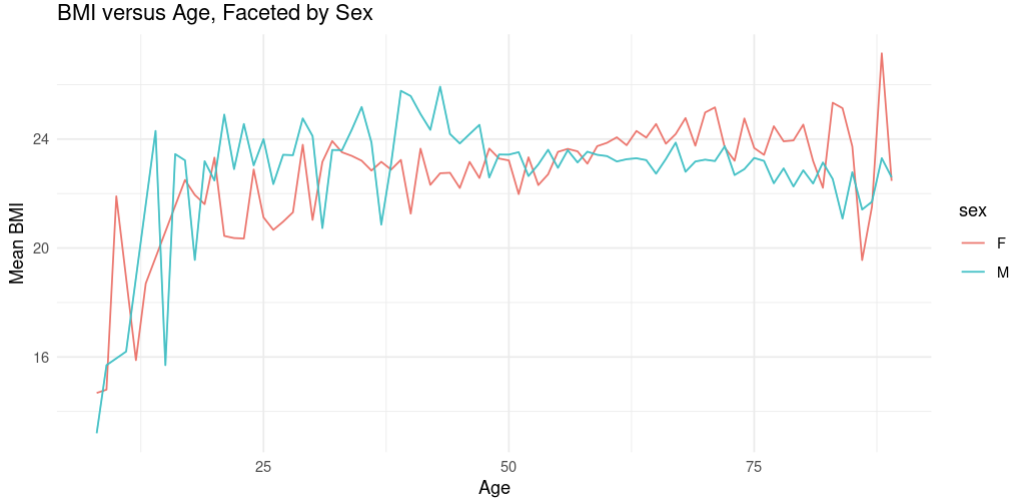 BMI versus Age, Faceted by Sex
Mean BMI
24
20
16
25
50
75
Age
sex
F
M